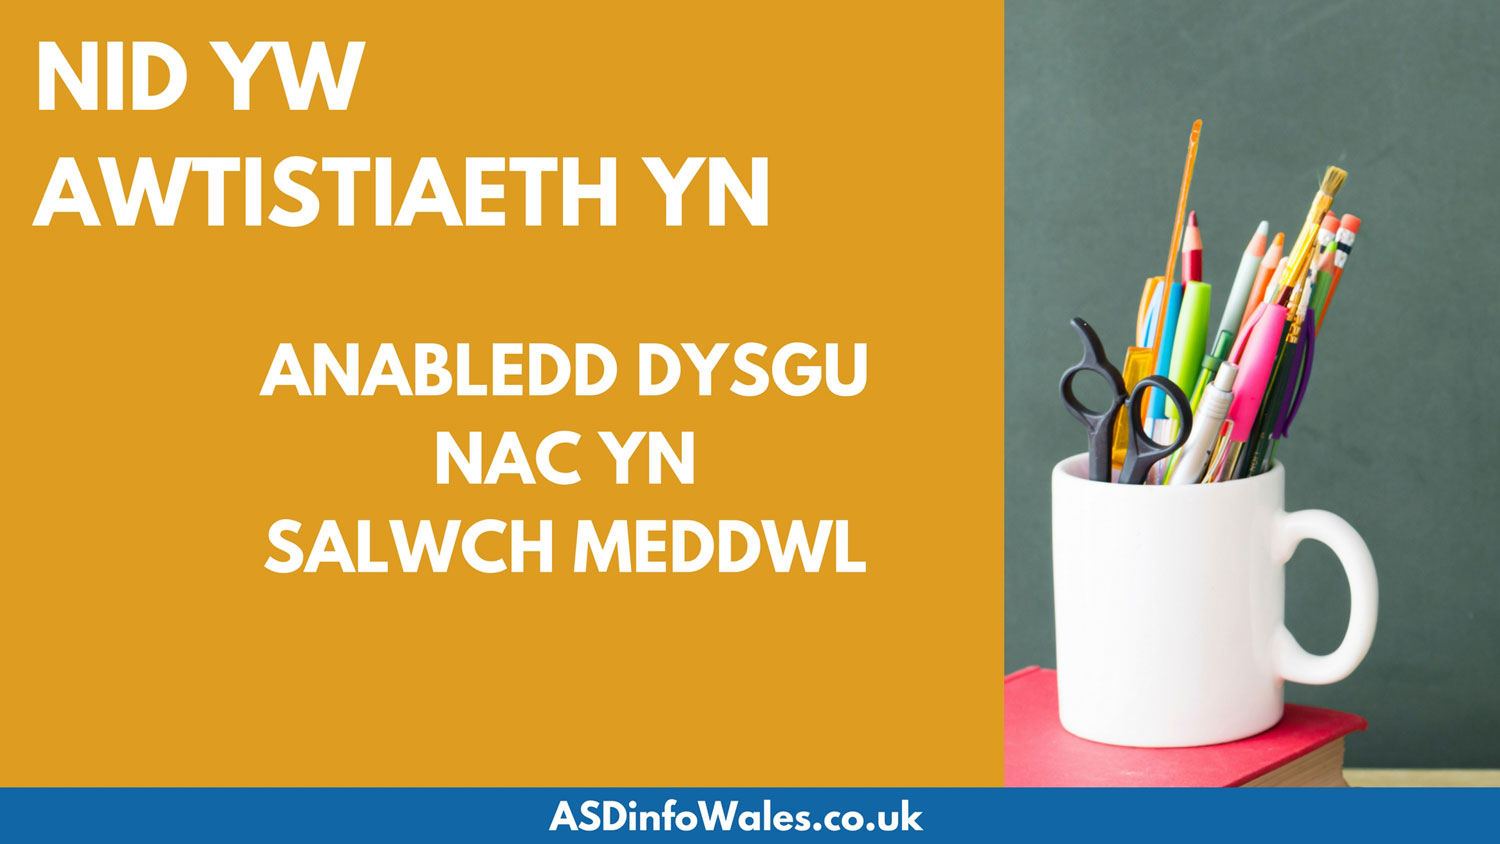 NID YW
AWTISTIAETH YN
ANABLEDD DYSGU
NAC YN
SALWCH MEDDWL
ASDinfoWales.co.uk